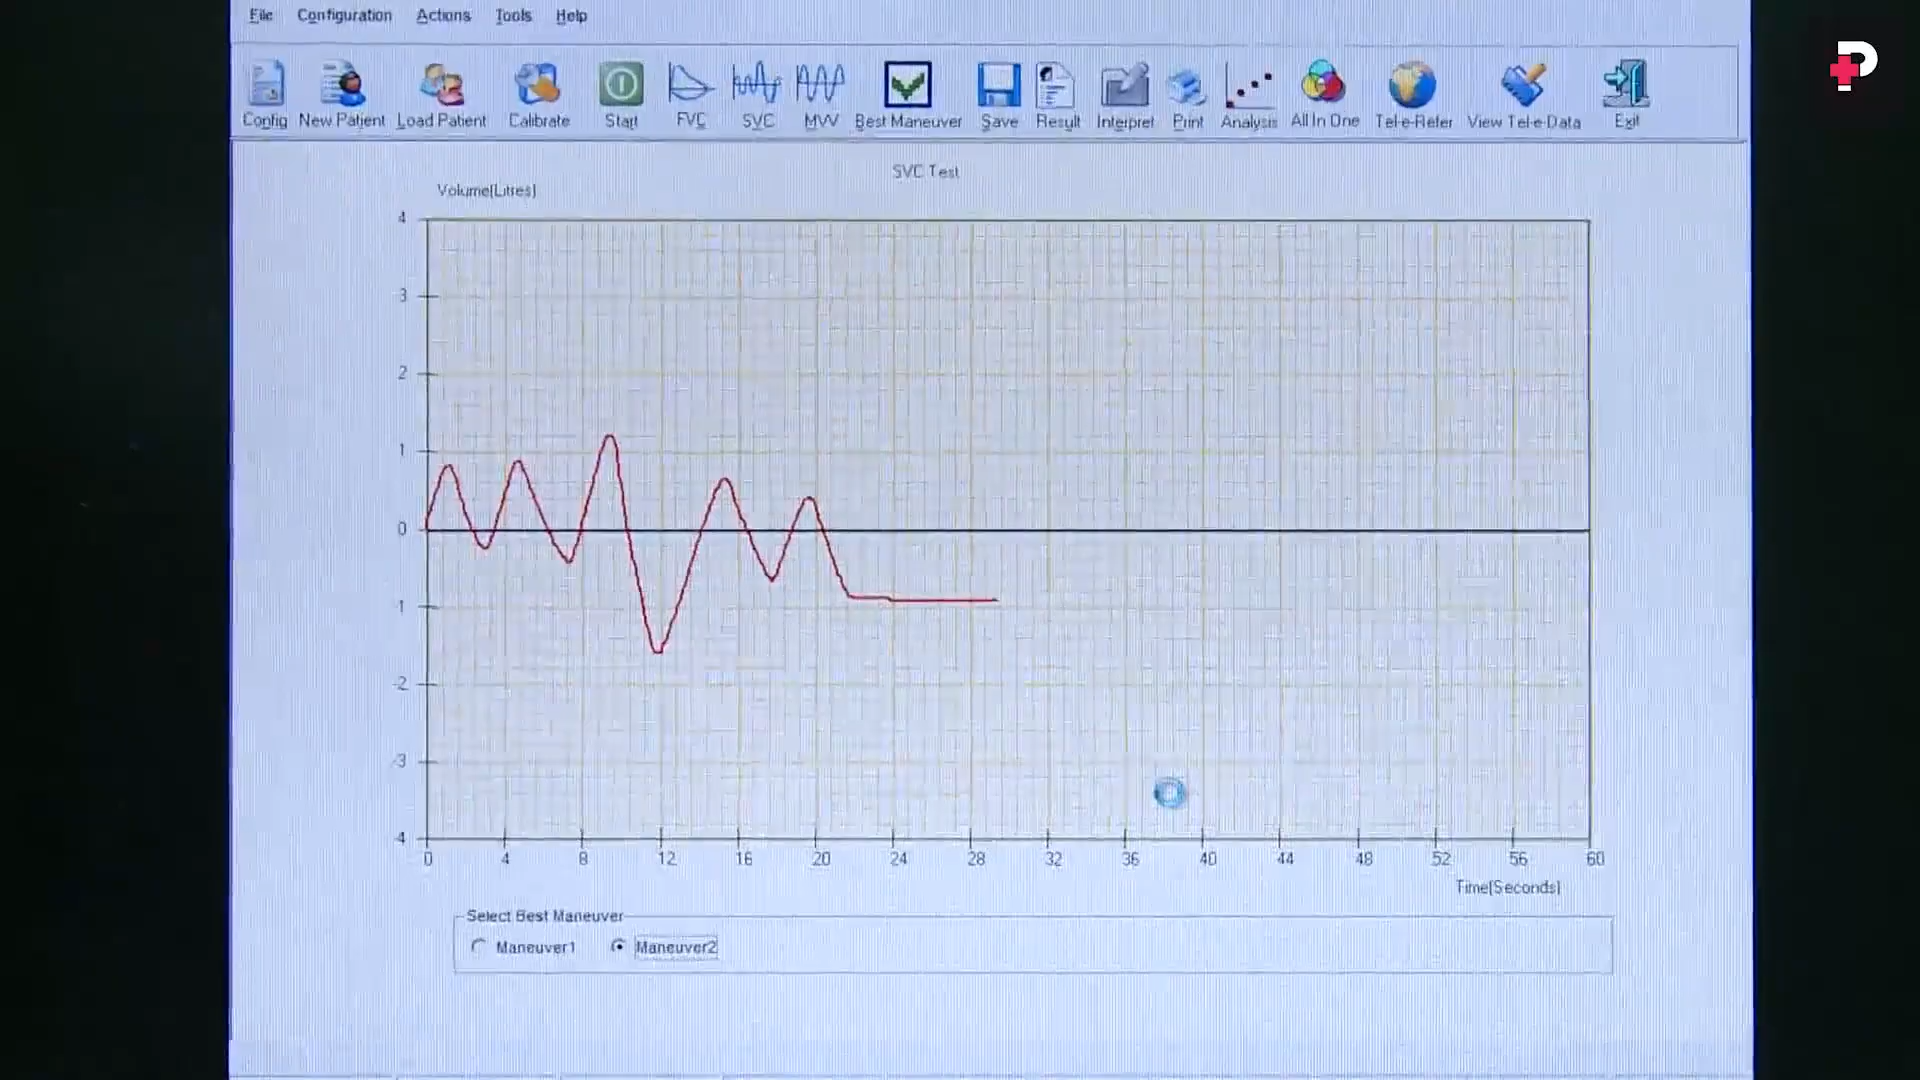 File Configuration Actions Tools Help
Config New Patient Load Patient Calibrate Start FVC SVC MVV Best Maneuver Save Result Interpret Print Analysis All In One Tel-e-Refer View Tel-e-Data Exit
SVC Test
Volume(Litres)
4
3
2
1
0
-1
-2
-3
-4
0 4 8 12 16 20 24 28 32 36 40 44 48 52 56 60
Time(Seconds)
Select Best Maneuver
Maneuver1 Maneuver2